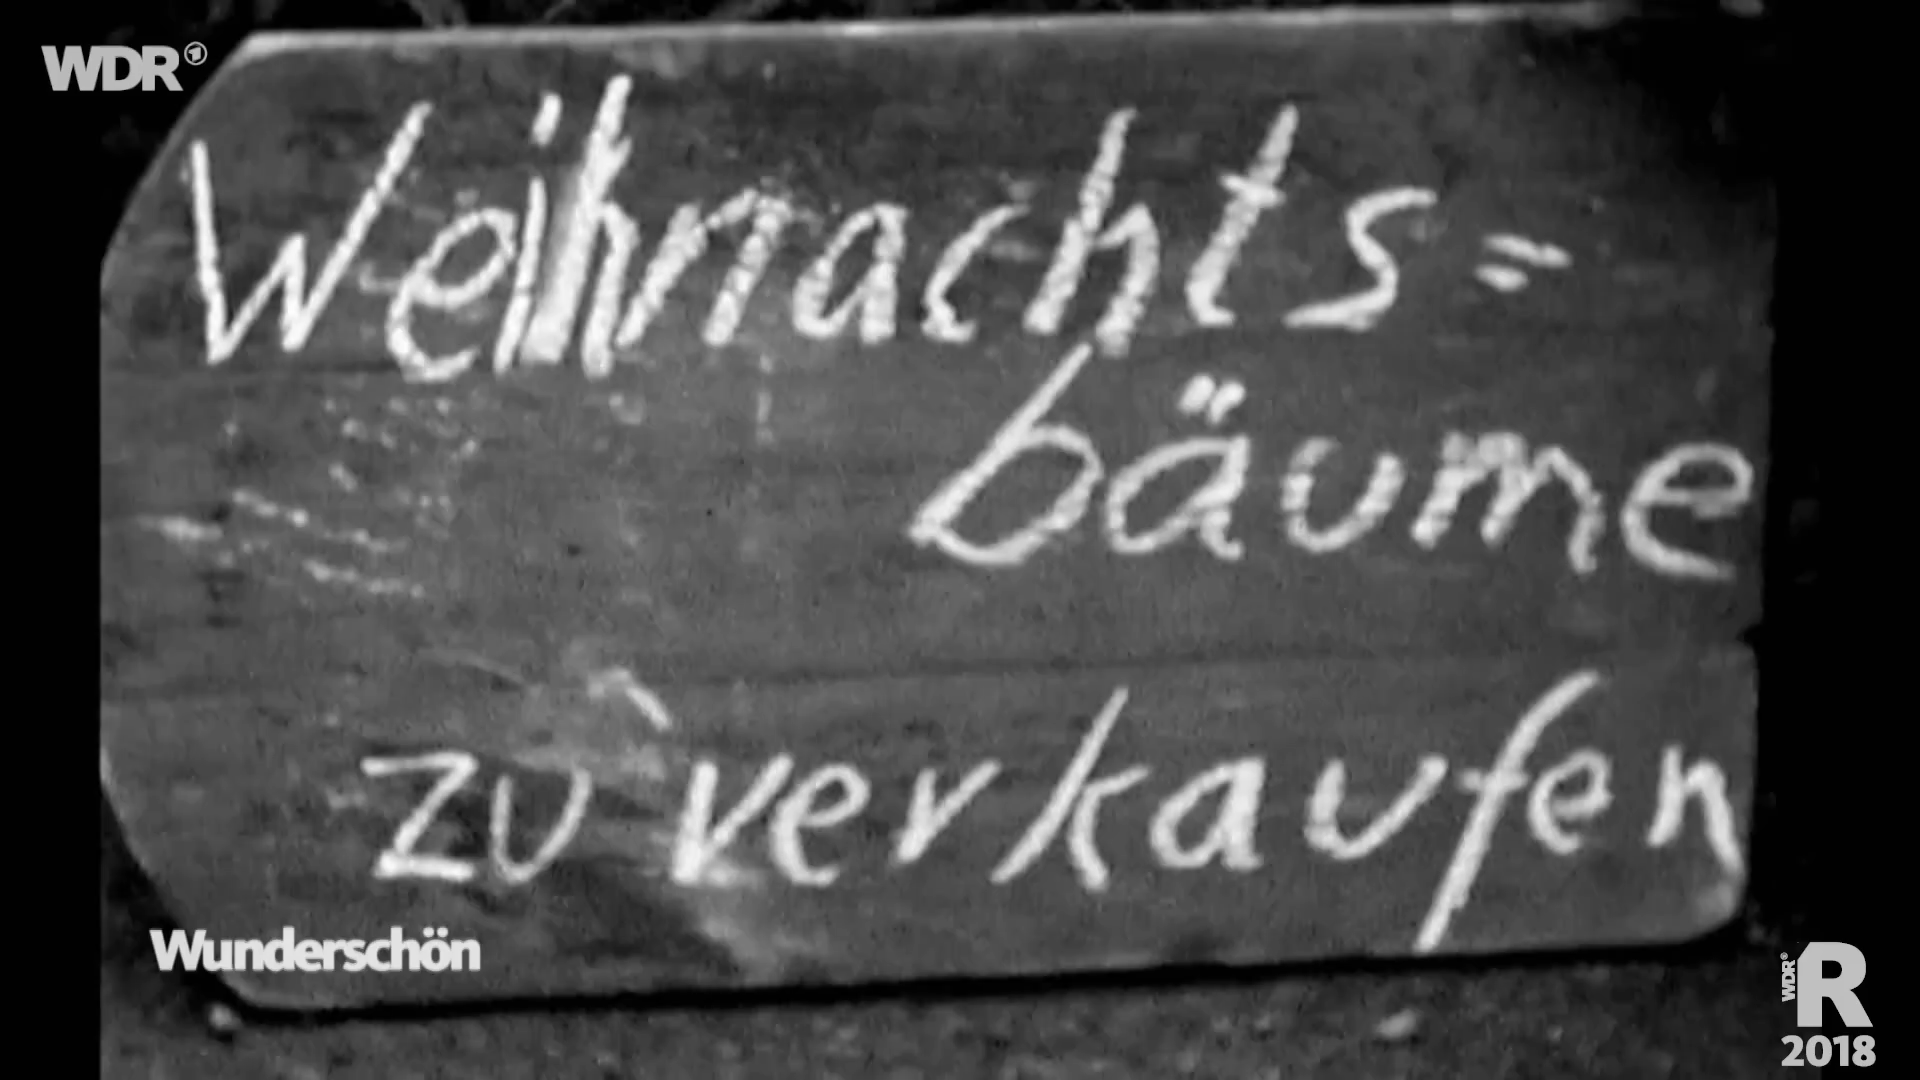 WDR
Weihnachts=
bäume
zu verkaufen
Wunderschön
WDR R
2018